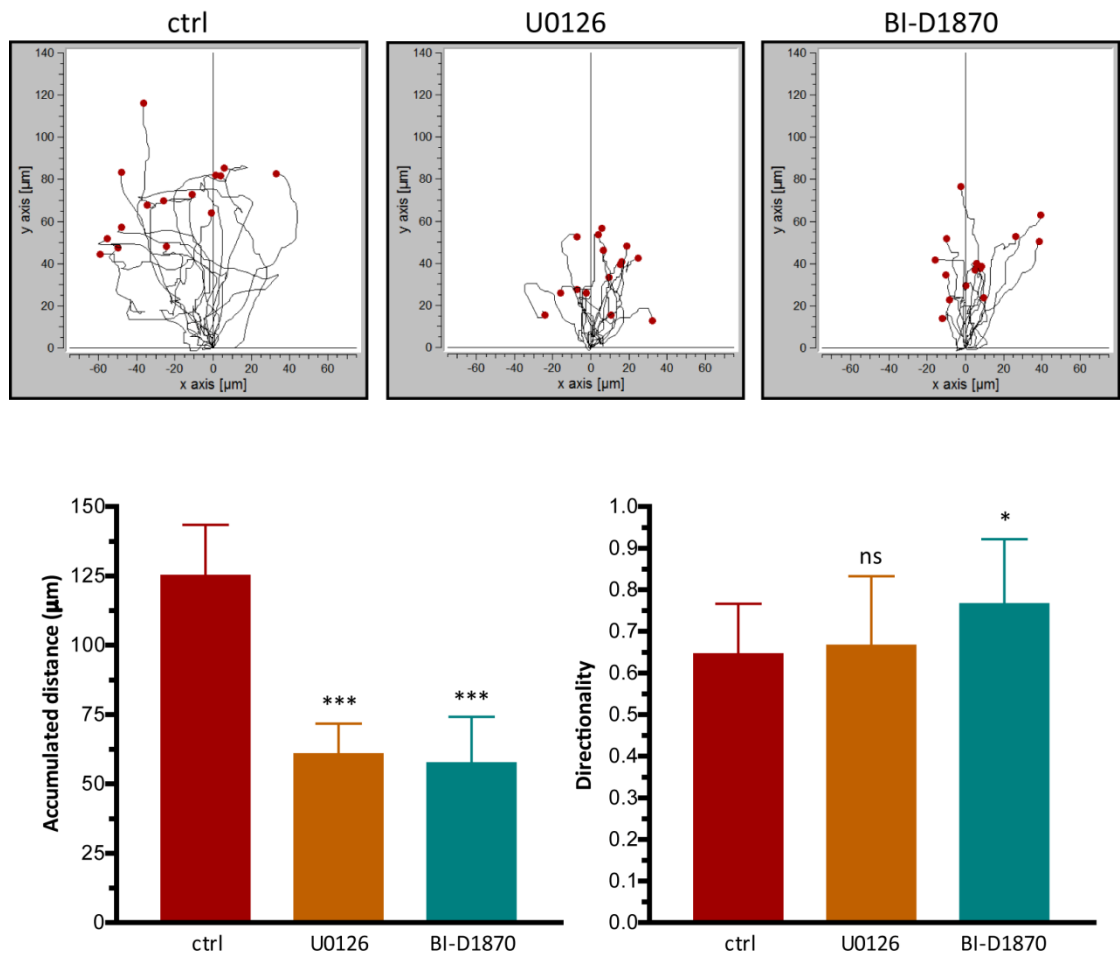 ctrl
U0126
BI-D1870
140
120
100
80
60
40
20
0
y axis [µm]
-60 -40 -20 0 20 40 60
x axis [µm]
140
120
100
80
60
40
20
0
y axis [µm]
-60 -40 -20 0 20 40 60
x axis [µm]
140
120
100
80
60
40
20
0
y axis [µm]
-60 -40 -20 0 20 40 60
x axis [µm]
Accumulated distance (µm)
150
125
100
75
50
25
0
***
***
ctrl U0126 BI-D1870
Directionality
1.0
0.9
0.8
0.7
0.6
0.5
0.4
0.3
0.2
0.1
0.0
ns
*
ctrl U0126 BI-D1870